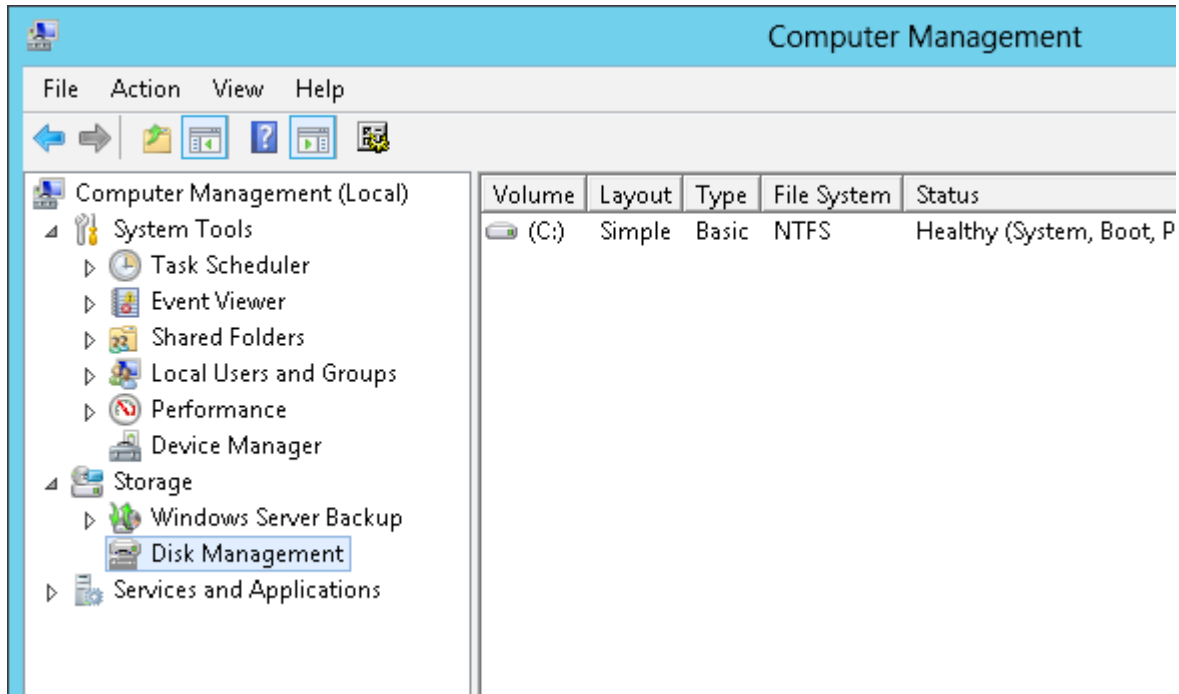 Computer Management
File Action View Help
Computer Management (Local)
System Tools
Task Scheduler
Event Viewer
Shared Folders
Local Users and Groups
Performance
Device Manager
Storage
Windows Server Backup
Disk Management
Services and Applications
Volume Layout Type File System Status
(C:) Simple Basic NTFS Healthy (System, Boot, P